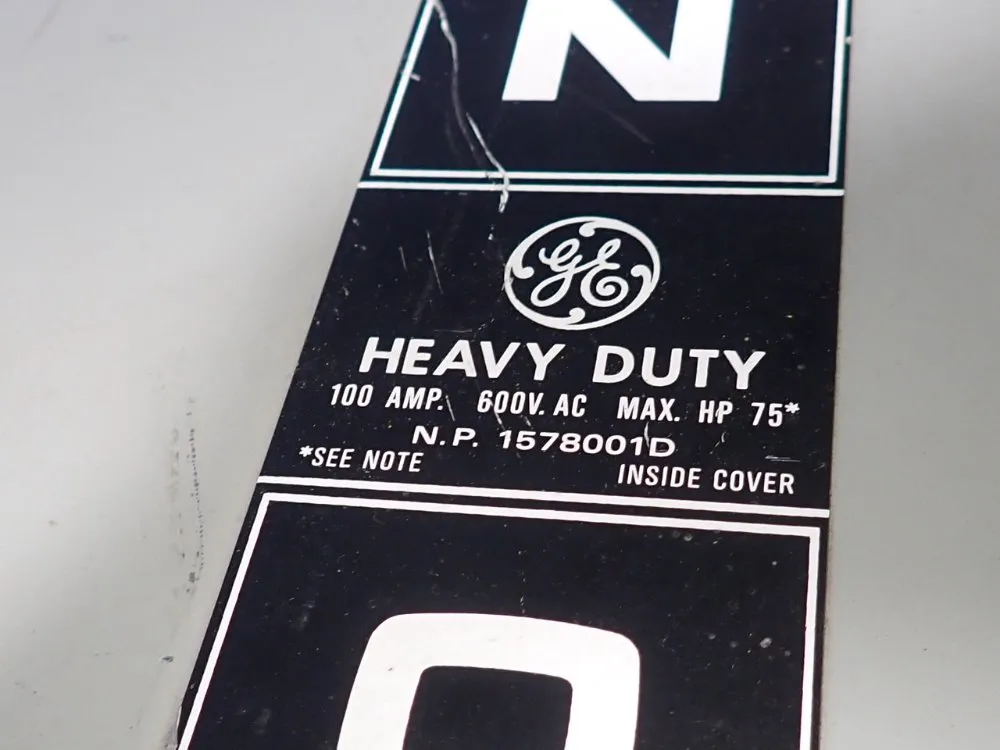 N
GE
HEAVY DUTY
100 AMP. 600V. AC MAX. HP 75*
N.P. 1578001D
*SEE NOTE INSIDE COVER
O